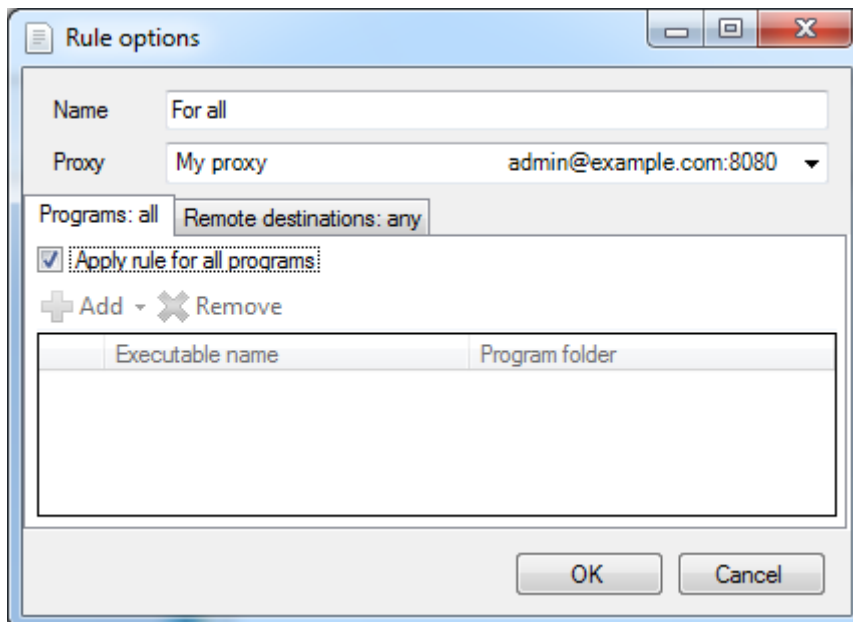 Rule options
Name For all
Proxy My proxy admin@example.com:8080
Programs: all Remote destinations: any
Apply rule for all programs
Add Remove
Executable name Program folder
OK Cancel